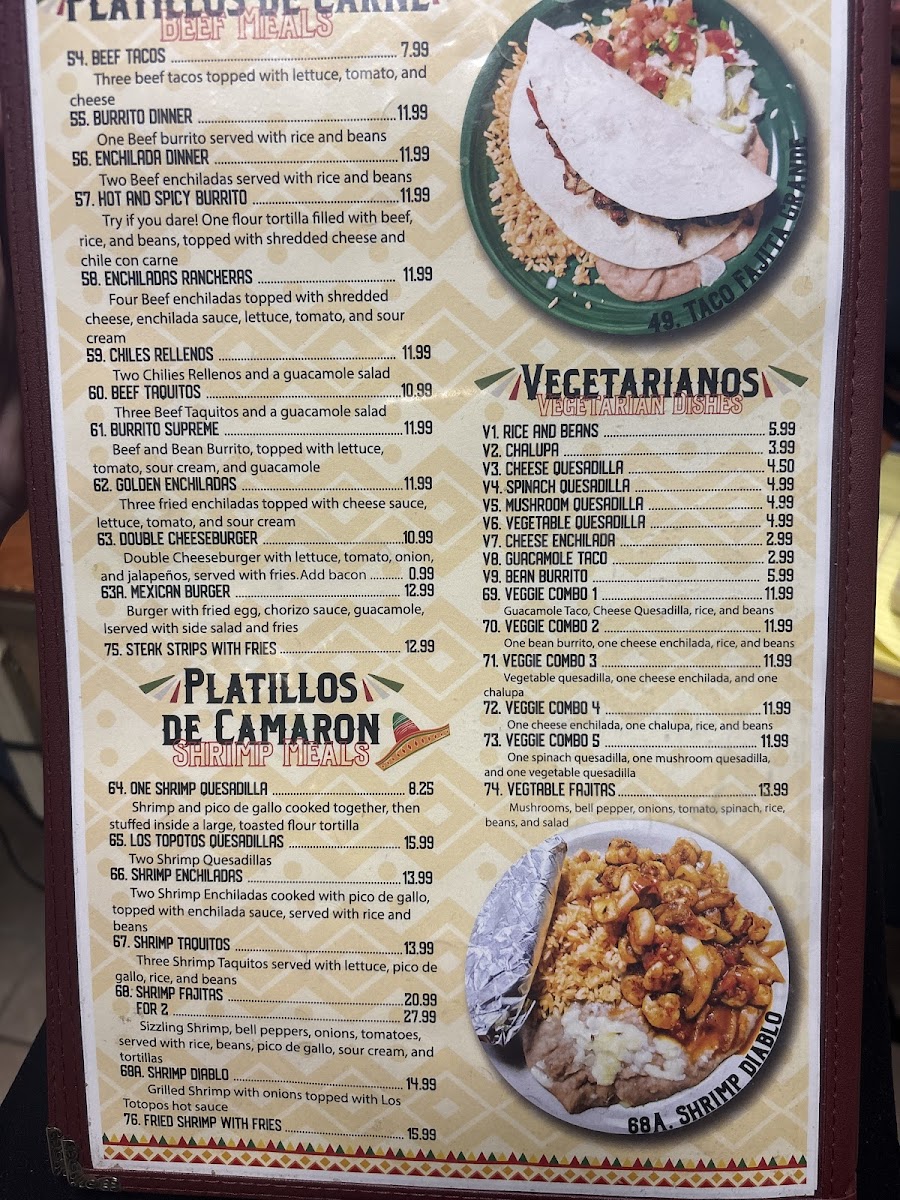 PLATILLOS DE CARNE
BEEF MEALS
54. BEEF TACOS 7.99
Three beef tacos topped with lettuce, tomato, and
cheese
55. BURRITO DINNER 11.99
One Beef burrito served with rice and beans
56. ENCHILADA DINNER 11.99
Two Beef enchiladas served with rice and beans
57. HOT AND SPICY BURRITO 11.99
Try if you dare! One flour tortilla filled with beef,
rice, and beans, topped with shredded cheese and
chile con carne
58. ENCHILADAS RANCHERAS 11.99
Four Beef enchiladas topped with shredded
cheese, enchilada sauce, lettuce, tomato, and sour
cream
59. CHILES RELLENOS 11.99
Two Chilies Rellenos and a guacamole salad
60. BEEF TAQUITOS 10.99
Three Beef Taquitos and a guacamole salad
61. BURRITO SUPREME 11.99
Beef and Bean Burrito, topped with lettuce,
tomato, sour cream, and guacamole
62. GOLDEN ENCHILADAS 11.99
Three fried enchiladas topped with cheese sauce,
lettuce, tomato, and sour cream
63. DOUBLE CHEESEBURGER 10.99
Double Cheeseburger with lettuce, tomato, onion,
and jalapeños, served with fries.Add bacon 0.99
63A. MEXICAN BURGER 12.99
Burger with fried egg, chorizo sauce, guacamole,
lserved with side salad and fries
75. STEAK STRIPS WITH FRIES 12.99
PLATILLOS
DE CAMARON
SHRIMP MEALS
64. ONE SHRIMP QUESADILLA 8.25
Shrimp and pico de gallo cooked together, then
stuffed inside a large, toasted flour tortilla
65. LOS TOPOTOS QUESADILLAS 15.99
Two Shrimp Quesadillas
66. SHRIMP ENCHILADAS 13.99
Two Shrimp Enchiladas cooked with pico de gallo,
topped with enchilada sauce, served with rice and
beans
67. SHRIMP TAQUITOS 13.99
Three Shrimp Taquitos served with lettuce, pico de
gallo, rice, and beans
68. SHRIMP FAJITAS 20.99
FOR 2 27.99
Sizzling Shrimp, bell peppers, onions, tomatoes,
served with rice, beans, pico de gallo, sour cream, and
tortillas
68A. SHRIMP DIABLO 14.99
Grilled Shrimp with onions topped with Los
Totopos hot sauce
76. FRIED SHRIMP WITH FRIES 15.99
49. TACO FAJITA GRANDE
VEGETARIANOS
VEGETARIAN DISHES
V1. RICE AND BEANS 5.99
V2. CHALUPA 3.99
V3. CHEESE QUESADILLA 4.50
V4. SPINACH QUESADILLA 4.99
V5. MUSHROOM QUESADILLA 4.99
V6. VEGETABLE QUESADILLA 4.99
V7. CHEESE ENCHILADA 2.99
V8. GUACAMOLE TACO 2.99
V9. BEAN BURRITO 5.99
69. VEGGIE COMBO 1 11.99
Guacamole Taco, Cheese Quesadilla, rice, and beans
70. VEGGIE COMBO 2 11.99
One bean burrito, one cheese enchilada, rice, and beans
71. VEGGIE COMBO 3 11.99
Vegetable quesadilla, one cheese enchilada, and one
chalupa
72. VEGGIE COMBO 4 11.99
One cheese enchilada, one chalupa, rice, and beans
73. VEGGIE COMBO 5 11.99
One spinach quesadilla, one mushroom quesadilla,
and one vegetable quesadilla
74. VEGTABLE FAJITAS 13.99
Mushrooms, bell pepper, onions, tomato, spinach, rice,
beans, and salad
68A. SHRIMP DIABLO